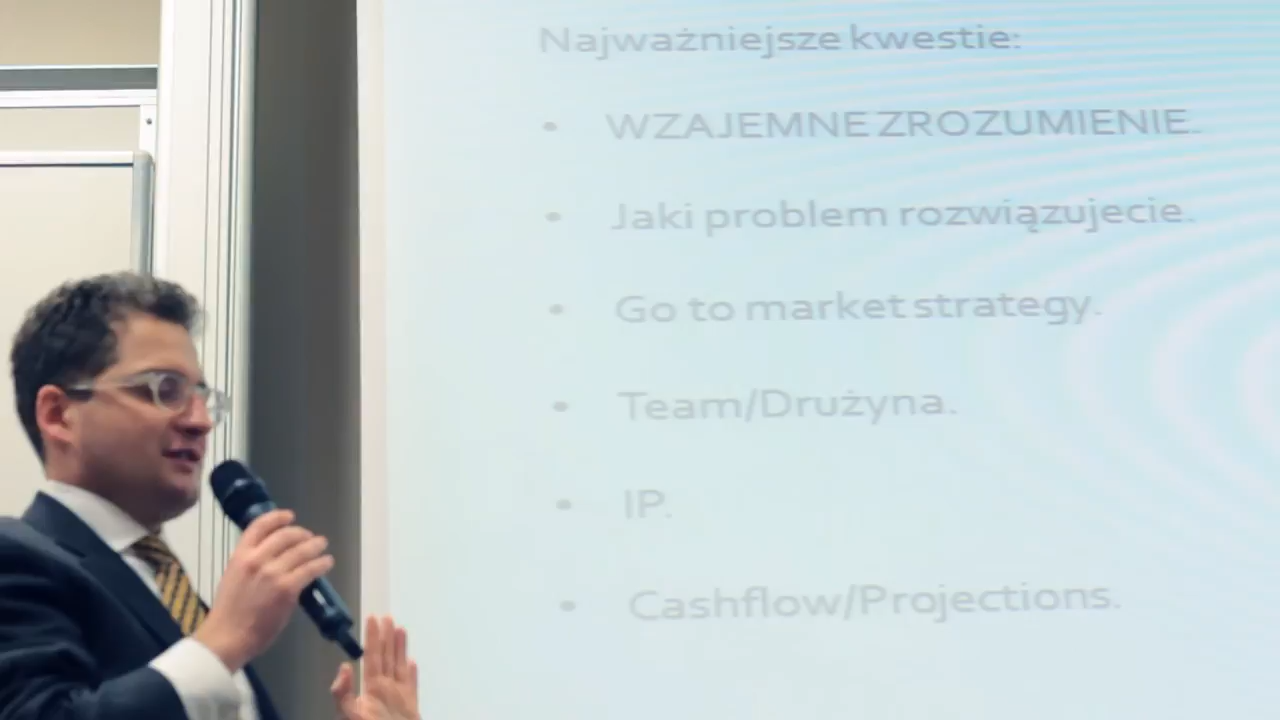 Najważniejsze kwestie:
• WZAJEMNE ZROZUMIENIE.
• Jaki problem rozwiązujecie.
• Go to market strategy.
• Team/Drużyna.
• IP.
• Cashflow/Projections.